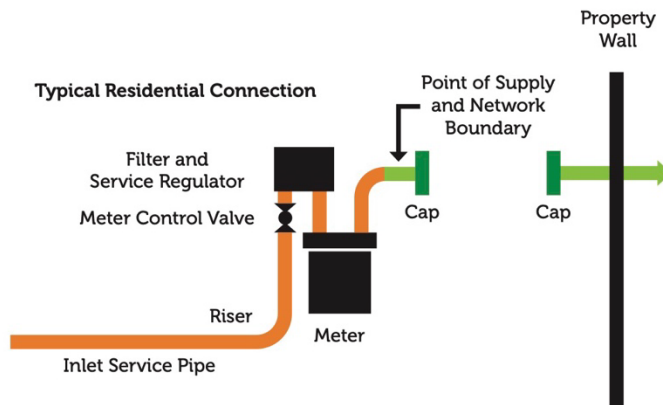 Property
Wall
Typical Residential Connection
Point of Supply
and Network
Boundary
Filter and
Service Regulator
Meter Control Valve
Cap
Cap
Riser
Meter
Inlet Service Pipe